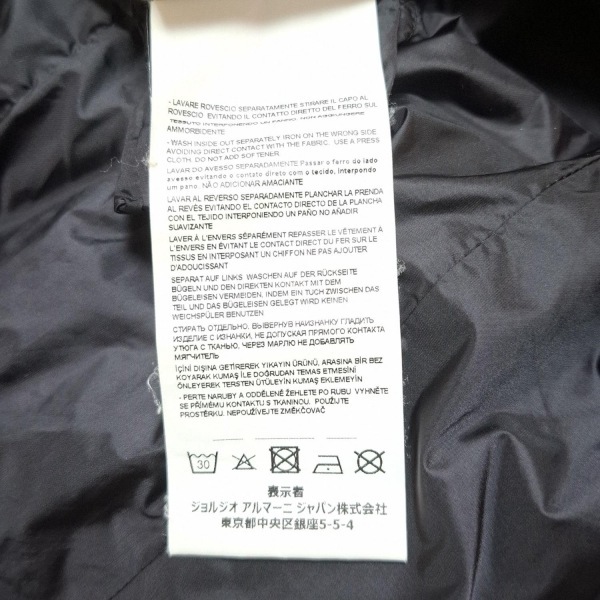 - LAVARE ROVESCIO SEPARATAMENTE STIRARE IL CAPO AL
ROVESCIO, EVITANDO IL CONTATTO DIRETTO DEL FERRO SUL
TESSUTO INTERPONENDO UN PANNO. NON AGGIUNGERE
AMMORBIDENTE
- WASH INSIDE OUT SEPARATELY IRON ON THE WRONG SIDE
AVOIDING DIRECT CONTACT WITH THE FABRIC. USE A PRESS
CLOTH. DO NOT ADD SOFTENER
LAVAR DO AVESSO SEPARADAMENTE Passar o ferro do lado
avesso, evitando o contato direto com o tecido, interpondo
um pano. NÃO ADICIONAR AMACIANTE
LAVAR AL REVERSO SEPARADAMENTE PLANCHAR LA PRENDA
AL REVÉS EVITANDO EL CONTACTO DIRECTO DE LA PLANCHA
CON EL TEJIDO INTERPONIENDO UN PAÑO NO AÑADIR
SUAVIZANTE
LAVER À L'ENVERS SÉPARÉMENT REPASSER LE VÊTEMENT A
L'ENVERS EN ÉVITANT LE CONTACT DIRECT DU FER SUR LE
TISSUS EN INTERPOSANT UN CHIFFON NE PAS AJOUTER
D'ADOUCISSANT
SEPARAT AUF LINKS WASCHEN AUF DER RÜCKSEITE
BÜGELN UND DEN DIREKTEN KONTAKT MIT DEM
BÜGELEISEN VERMEIDEN, INDEM EIN TUCH ZWISCHEN DAS
TEIL UND DAS BÜGELEISEN GELEGT WIRD KEINEN
WEICHSPÜLER BENUTZEN
СТИРАТЬ ОТДЕЛЬНО, ВЫВЕРНУВ НАИЗНАНКУ ГЛАДИТЬ
ИЗДЕЛИЕ С ИЗНАНКИ, НЕ ДОПУСКАЯ ПРЯМОГО КОНТАКТА
УТЮГА С ТКАНЬЮ, ЧЕРЕЗ МАРЛЮ НЕ ДОБАВЛЯТЬ
МЯГЧИТЕЛЬ
İÇİNİ DIŞINA GETİREREK YIKAYIN ÜRÜNÜ, ARASINA BİR BEZ
KOYARAK KUMAŞ İLE DOĞRUDAN TEMAS ETMESİNİ
ÖNLEYEREK TERSTEN ÜTÜLEYİN KUMAŞ EKLEMEYİN
- PERTE NARUBY A ODDĚLENĚ ŽEHLETE PO RUBU. VYHNĚTE
SE PŘÍMÉMU KONTAKTU S TKANINOU. POUŽIJTE
PROSTĚRKU. NEPOUŽÍVEJTE ZMĚKČOVAČ
30
表示者
ジョルジオ アルマーニ ジャパン株式会社
東京都中央区銀座5-5-4